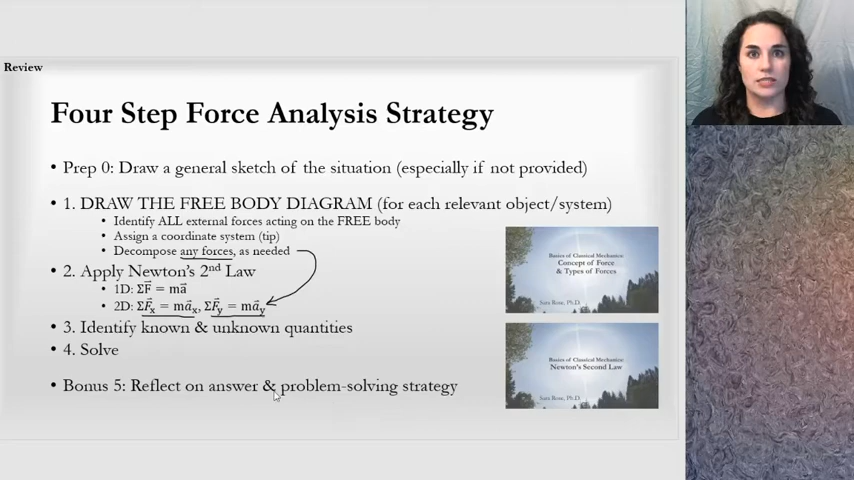 Review
Four Step Force Analysis Strategy
• Prep 0: Draw a general sketch of the situation (especially if not provided)
• 1. DRAW THE FREE BODY DIAGRAM (for each relevant object/system)
• Identify ALL external forces acting on the FREE body
• Assign a coordinate system (tip)
• Decompose any forces, as needed
• 2. Apply Newton's 2nd Law
• 1D: ΣF⃗ = ma⃗
• 2D: ΣF⃗x = ma⃗x, ΣF⃗y = ma⃗y
• 3. Identify known & unknown quantities
• 4. Solve
• Bonus 5: Reflect on answer & problem-solving strategy
Basics of Classical Mechanics:
Concept of Force
& Types of Forces
Sara Rose, Ph.D.
Basics of Classical Mechanics:
Newton's Second Law
Sara Rose, Ph.D.